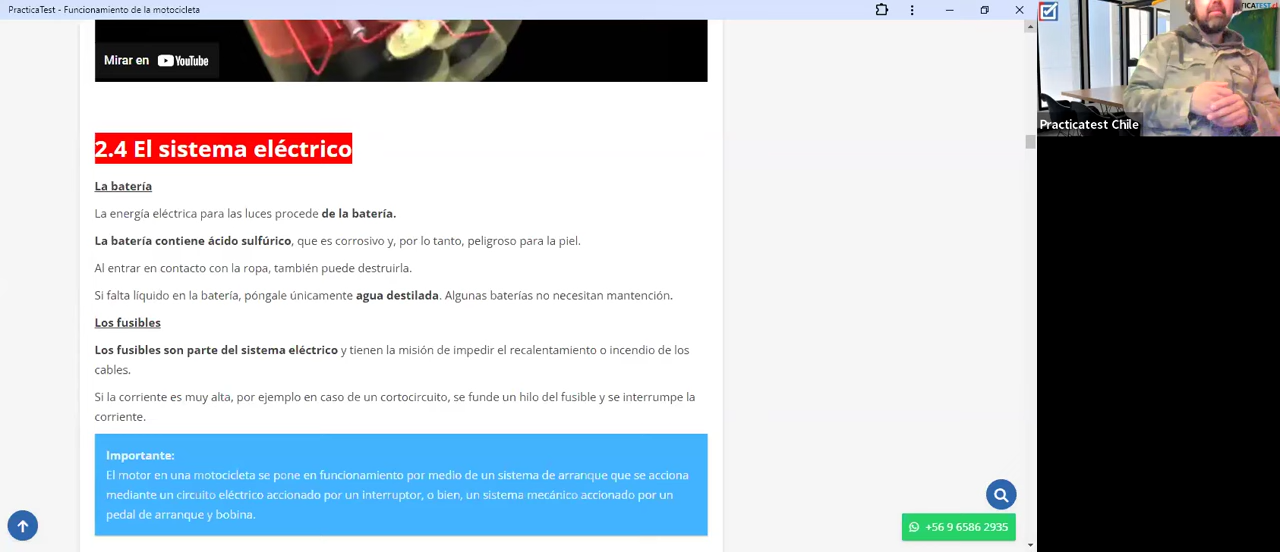 PracticaTest - Funcionamiento de la motocicleta
Mirar en YouTube
Practicatest Chile
2.4 El sistema eléctrico
La batería
La energía eléctrica para las luces procede de la batería.
La batería contiene ácido sulfúrico, que es corrosivo y, por lo tanto, peligroso para la piel.
Al entrar en contacto con la ropa, también puede destruirla.
Si falta líquido en la batería, póngale únicamente agua destilada. Algunas baterías no necesitan mantención.
Los fusibles
Los fusibles son parte del sistema eléctrico y tienen la misión de impedir el recalentamiento o incendio de los
cables.
Si la corriente es muy alta, por ejemplo en caso de un cortocircuito, se funde un hilo del fusible y se interrumpe la
corriente.
Importante:
El motor en una motocicleta se pone en funcionamiento por medio de un sistema de arranque que se acciona
mediante un circuito eléctrico accionado por un interruptor, o bien, un sistema mecánico accionado por un
pedal de arranque y bobina.
+56 9 6586 2935